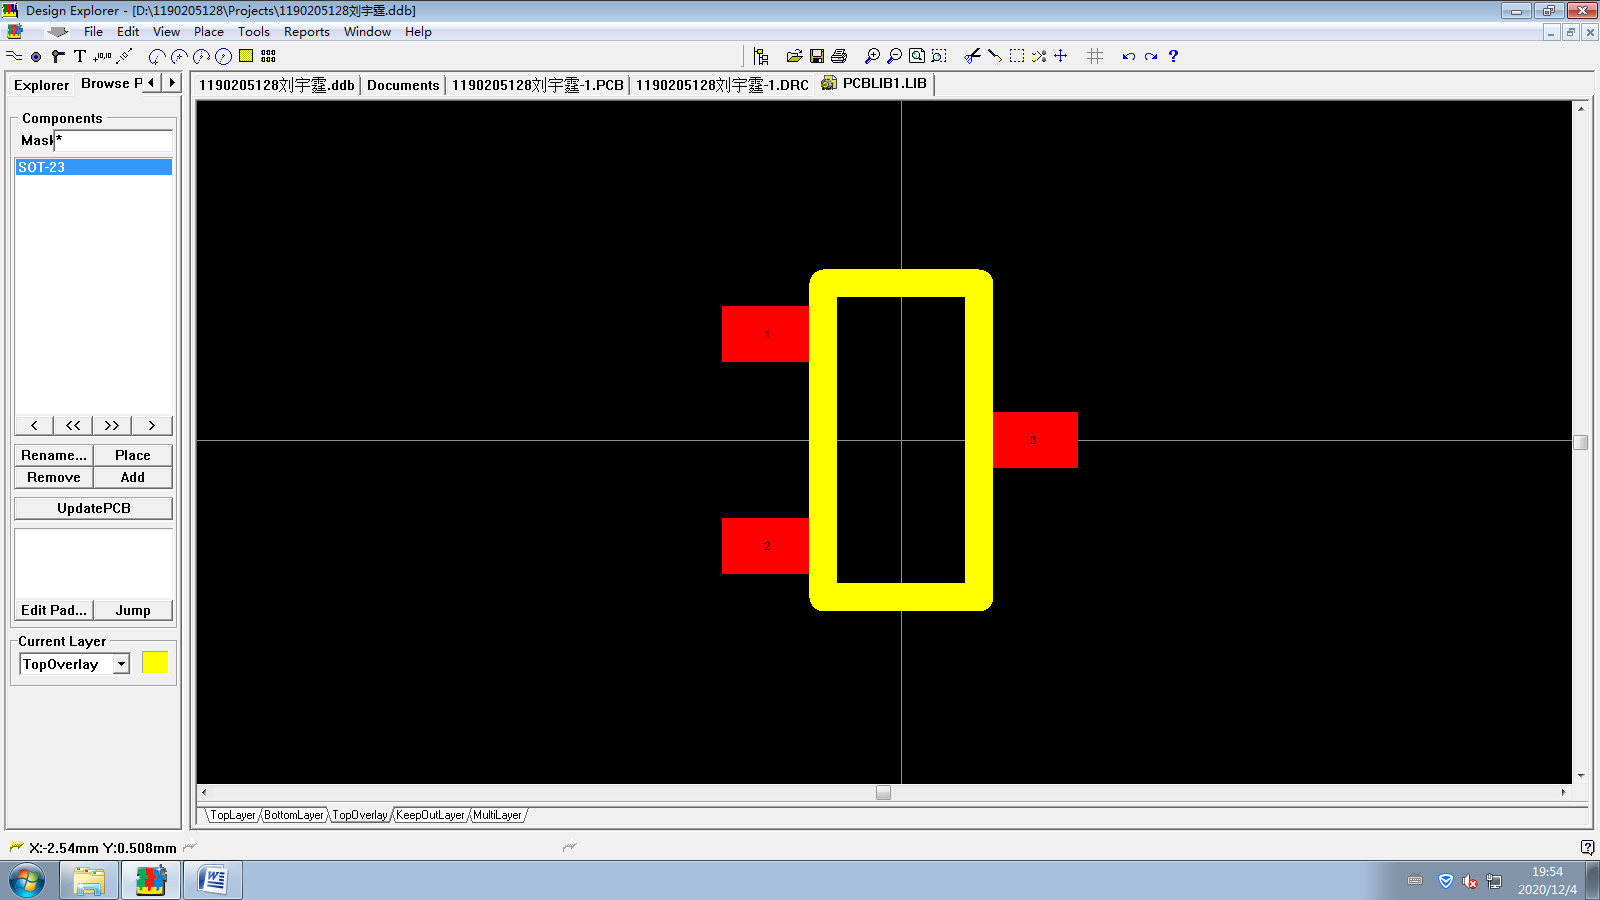 Design Explorer - [D:\1190205128\Projects\1190205128刘宇霆.ddb]
File Edit View Place Tools Reports Window Help
Explorer Browse P
1190205128刘宇霆.ddb Documents 1190205128刘宇霆-1.PCB 1190205128刘宇霆-1.DRC PCBLIB1.LIB
Components
Mask *
SOT-23
< << >> >
Rename... Place
Remove Add
UpdatePCB
Edit Pad... Jump
Current Layer
TopOverlay
1
3
2
TopLayer BottomLayer TopOverlay KeepOutLayer MultiLayer
X:-2.54mm Y:0.508mm
19:54
2020/12/4